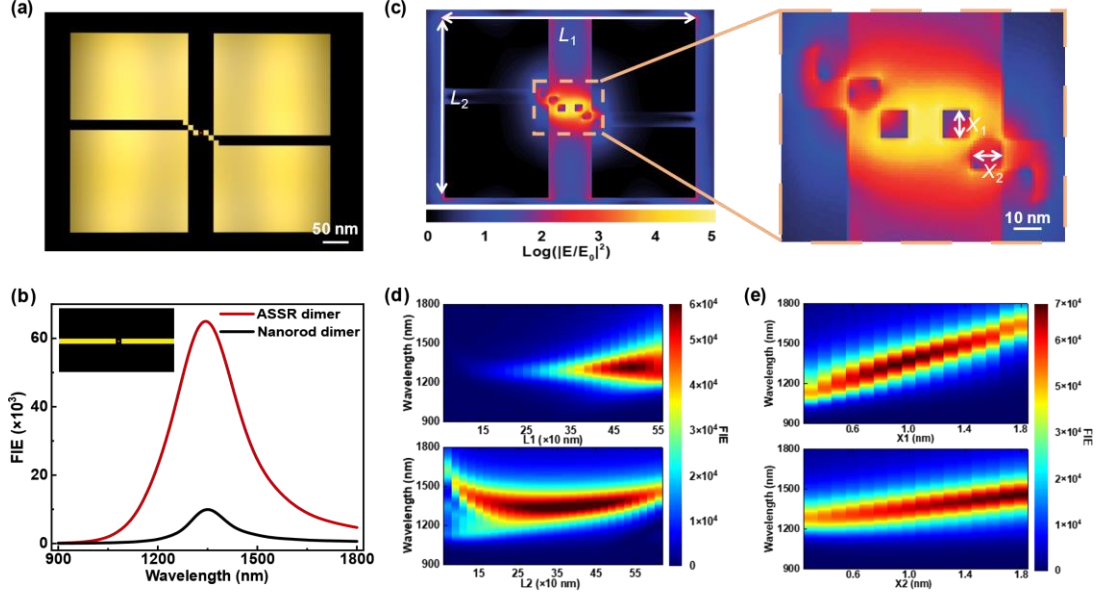 (a)
50 nm
(c)
L1
L2
X1
X2
10 nm
0 1 2 3 4 5
Log(|E/E0|²)
(b)
ASSR dimer
Nanorod dimer
FIE (×10³)
60
40
20
0
900 1200 1500 1800
Wavelength (nm)
(d)
Wavelength (nm)
1800
1500
1200
900
15 25 35 45 55
L1 (×10 nm)
Wavelength (nm)
1800
1500
1200
900
15 25 35 45 55
L2 (×10 nm)
6×10⁴
5×10⁴
4×10⁴
3×10⁴
2×10⁴
1×10⁴
0
FIE
(e)
Wavelength (nm)
1800
1500
1200
900
0.6 1.0 1.4 1.8
X1 (nm)
Wavelength (nm)
1800
1500
1200
900
0.6 1.0 1.4 1.8
X2 (nm)
7×10⁴
6×10⁴
5×10⁴
4×10⁴
3×10⁴
2×10⁴
1×10⁴
0
FIE